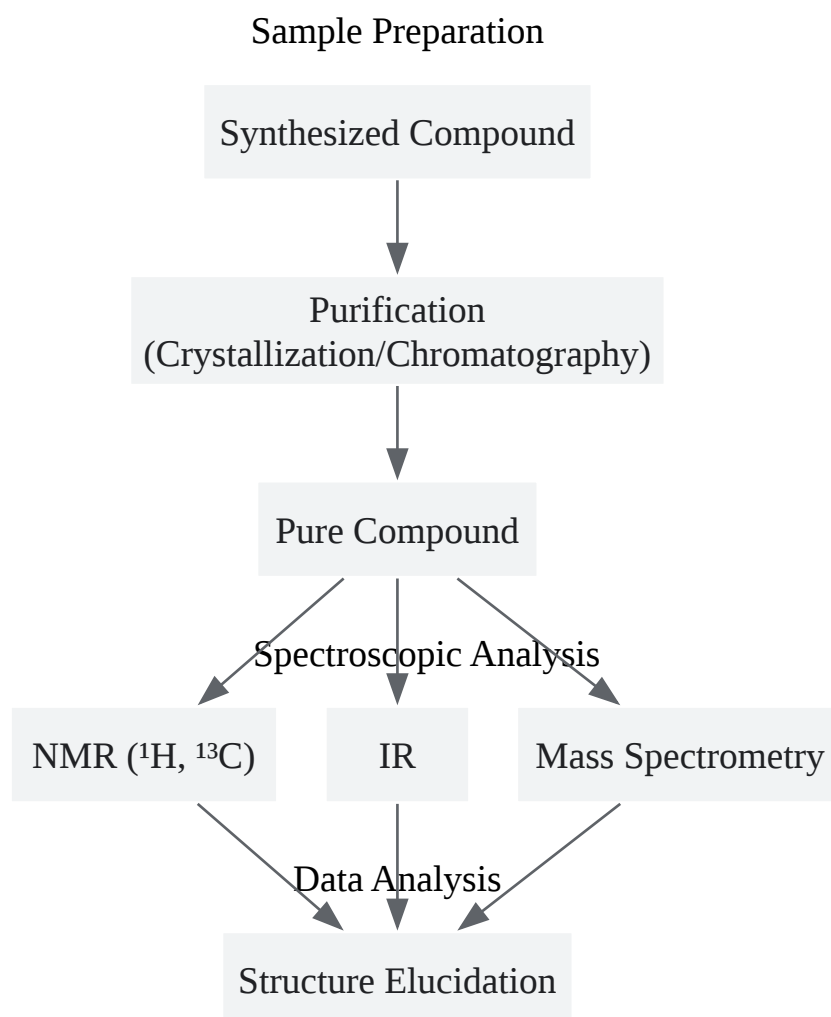 Sample Preparation
Synthesized Compound
Purification
(Crystallization/Chromatography)
Pure Compound
Spectroscopic Analysis
NMR (¹H, ¹³C)
IR
Mass Spectrometry
Data Analysis
Structure Elucidation